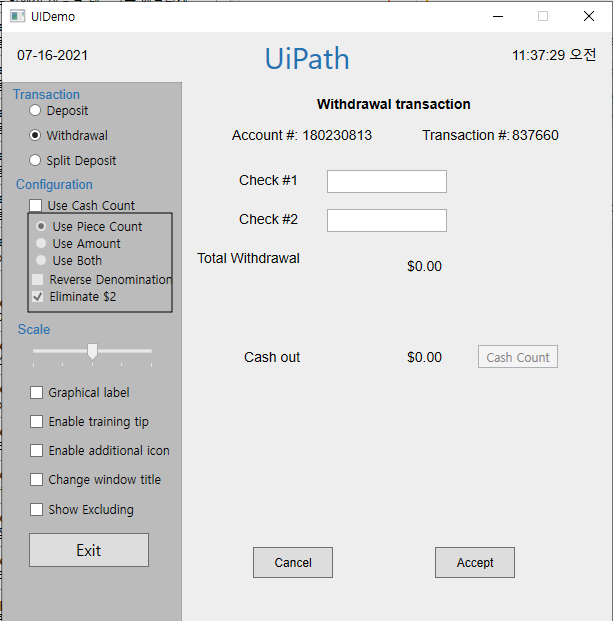 UIDemo
07-16-2021
UiPath
11:37:29 오전
Transaction
Deposit
Withdrawal
Split Deposit
Configuration
Use Cash Count
Use Piece Count
Use Amount
Use Both
Reverse Denomination
Eliminate $2
Scale
Graphical label
Enable training tip
Enable additional icon
Change window title
Show Excluding
Exit
Withdrawal transaction
Account #: 180230813 Transaction #: 837660
Check #1
Check #2
Total Withdrawal $0.00
Cash out $0.00 Cash Count
Cancel Accept